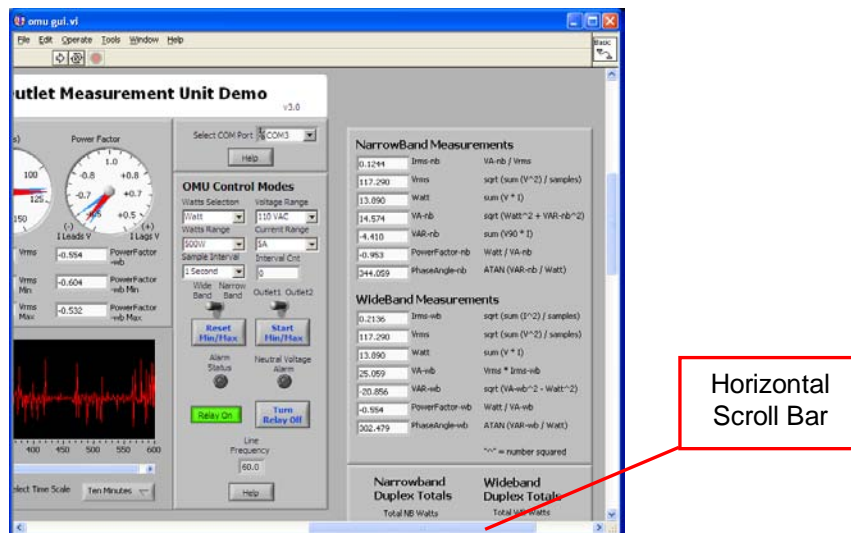 omu gui.vi
File Edit Operate Tools Window Help
Basic
utlet Measurement Unit Demo
v3.0
s)
100
125
150
Power Factor
1.0
-0.8 +0.8
-0.7 +0.7
+0.5
(-) (+)
I Leads V I Lags V
Vrms
-0.554
PowerFactor
-wb
Vrms
Min
-0.604
PowerFactor
-wb Min
Vrms
Max
-0.532
PowerFactor
-wb Max
400 450 500 550 600
elect Time Scale Ten Minutes
Select COM Port COM3
Help
OMU Control Modes
Watts Selection Voltage Range
Watt 110 VAC
Watts Range Current Range
500W 5A
Sample Interval Interval Cnt
1 Second 0
Wide Narrow
Band Band
Outlet1 Outlet2
Reset
Min/Max
Start
Min/Max
Alarm
Status
Neutral Voltage
Alarm
Relay On
Turn
Relay Off
Line
Frequency
60.0
Help
NarrowBand Measurements
0.1244 Irms-nb VA-nb / Vrms
117.290 Vrms sqrt (sum (V^2) / samples)
13.890 Watt sum (V * I)
14.574 VA-nb sqrt (Watt^2 + VAR-nb^2)
-4.410 VAR-nb sum (V90 * I)
-0.953 PowerFactor-nb Watt / VA-nb
344.059 PhaseAngle-nb ATAN (VAR-nb / Watt)
WideBand Measurements
0.2136 Irms-wb sqrt (sum (I^2) / samples)
117.290 Vrms sqrt (sum (V^2) / samples)
13.890 Watt sum (V * I)
25.059 VA-wb Vrms * Irms-wb
-20.856 VAR-wb sqrt (VA-wb^2 - Watt^2)
-0.554 PowerFactor-wb Watt / VA-wb
302.479 PhaseAngle-wb ATAN (VAR-wb / Watt)
"^" = number squared
Narrowband
Duplex Totals
Total NB Watts
Wideband
Duplex Totals
Total WB Watts
Horizontal
Scroll Bar